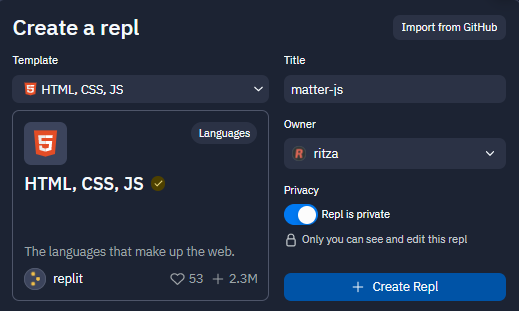 Create a repl
Import from GitHub
Template
HTML, CSS, JS
Languages
HTML, CSS, JS
The languages that make up the web.
replit
53
2.3M
Title
matter-js
Owner
R
ritza
Privacy
Repl is private
Only you can see and edit this repl
+ Create Repl